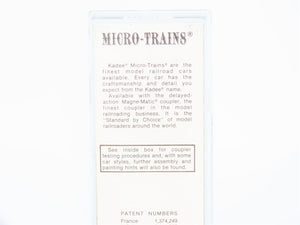 MICRO-TRAINS®
"Kadee® Micro-Trains® are the
finest model railroad cars
available. Every car has the
craftsmanship and detail you
expect from the "Kadee" name.
Available with the delayed-
action Magne-Matic® coupler, the
finest coupler in the model
railroading business. It is the
"Standard by Choice" of model
railroaders around the world.
See inside box for coupler
testing procedures and, with some
car styles, further assembly and
painting hints will also be found.
PATENT NUMBERS
France 1,374,249